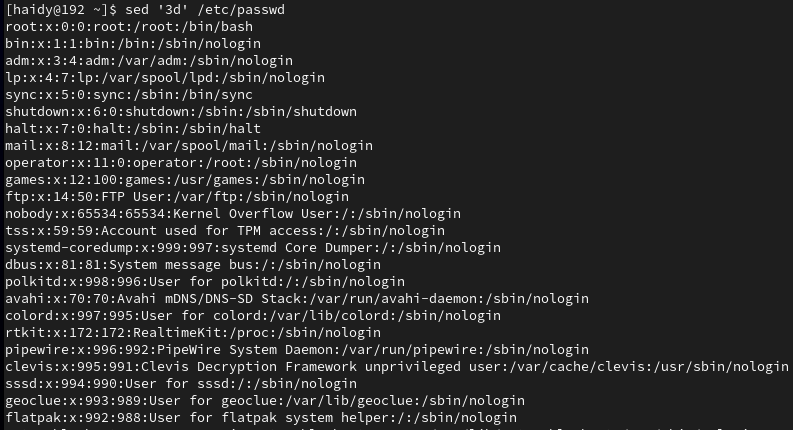 [haidy@192 ~]$ sed '3d' /etc/passwd
root:x:0:0:root:/root:/bin/bash
bin:x:1:1:bin:/bin:/sbin/nologin
adm:x:3:4:adm:/var/adm:/sbin/nologin
lp:x:4:7:lp:/var/spool/lpd:/sbin/nologin
sync:x:5:0:sync:/sbin:/bin/sync
shutdown:x:6:0:shutdown:/sbin:/sbin/shutdown
halt:x:7:0:halt:/sbin:/sbin/halt
mail:x:8:12:mail:/var/spool/mail:/sbin/nologin
operator:x:11:0:operator:/root:/sbin/nologin
games:x:12:100:games:/usr/games:/sbin/nologin
ftp:x:14:50:FTP User:/var/ftp:/sbin/nologin
nobody:x:65534:65534:Kernel Overflow User:/:/sbin/nologin
tss:x:59:59:Account used for TPM access:/:/sbin/nologin
systemd-coredump:x:999:997:systemd Core Dumper:/:/sbin/nologin
dbus:x:81:81:System message bus:/:/sbin/nologin
polkitd:x:998:996:User for polkitd:/:/sbin/nologin
avahi:x:70:70:Avahi mDNS/DNS-SD Stack:/var/run/avahi-daemon:/sbin/nologin
colord:x:997:995:User for colord:/var/lib/colord:/sbin/nologin
rtkit:x:172:172:RealtimeKit:/proc:/sbin/nologin
pipewire:x:996:992:PipeWire System Daemon:/var/run/pipewire:/sbin/nologin
clevis:x:995:991:Clevis Decryption Framework unprivileged user:/var/cache/clevis:/usr/sbin/nologin
sssd:x:994:990:User for sssd:/:/sbin/nologin
geoclue:x:993:989:User for geoclue:/var/lib/geoclue:/sbin/nologin
flatpak:x:992:988:User for flatpak system helper:/:/sbin/nologin